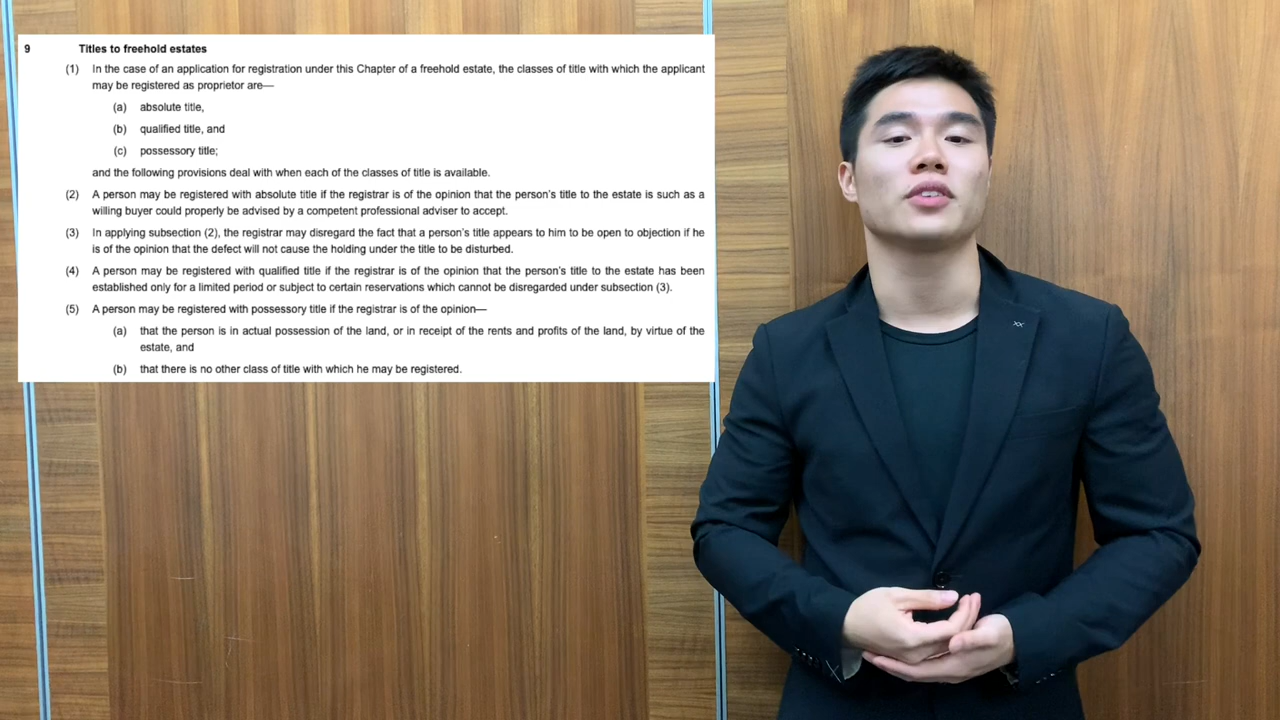 9 Titles to freehold estates
(1) In the case of an application for registration under this Chapter of a freehold estate, the classes of title with which the applicant
may be registered as proprietor are—
(a) absolute title,
(b) qualified title, and
(c) possessory title;
and the following provisions deal with when each of the classes of title is available.
(2) A person may be registered with absolute title if the registrar is of the opinion that the person's title to the estate is such as a
willing buyer could properly be advised by a competent professional adviser to accept.
(3) In applying subsection (2), the registrar may disregard the fact that a person's title appears to him to be open to objection if he
is of the opinion that the defect will not cause the holding under the title to be disturbed.
(4) A person may be registered with qualified title if the registrar is of the opinion that the person's title to the estate has been
established only for a limited period or subject to certain reservations which cannot be disregarded under subsection (3).
(5) A person may be registered with possessory title if the registrar is of the opinion—
(a) that the person is in actual possession of the land, or in receipt of the rents and profits of the land, by virtue of the
estate, and
(b) that there is no other class of title with which he may be registered.